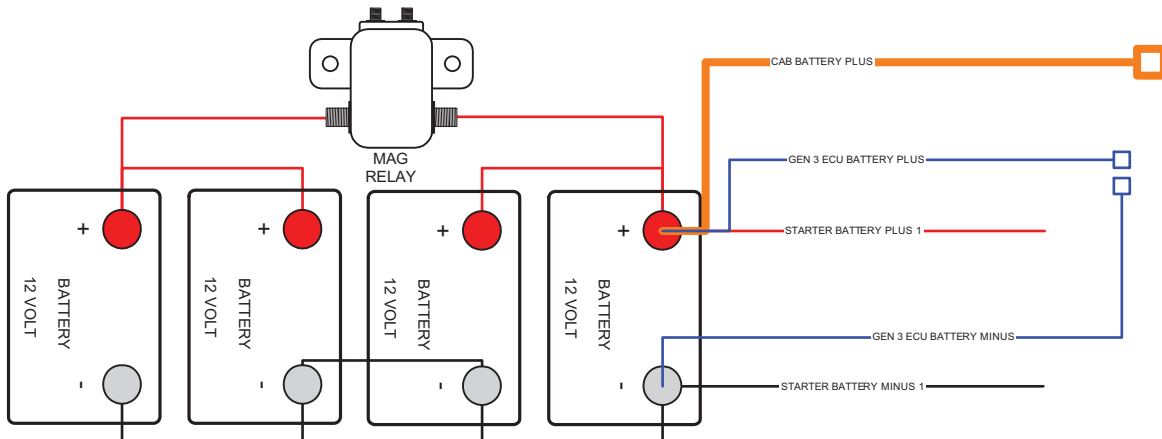 CAB BATTERY PLUS
MAG
RELAY
GEN 3 ECU BATTERY PLUS
+
+
+
+
STARTER BATTERY PLUS 1
BATTERY
12 VOLT
BATTERY
12 VOLT
BATTERY
12 VOLT
BATTERY
12 VOLT
GEN 3 ECU BATTERY MINUS
-
-
-
-
STARTER BATTERY MINUS 1